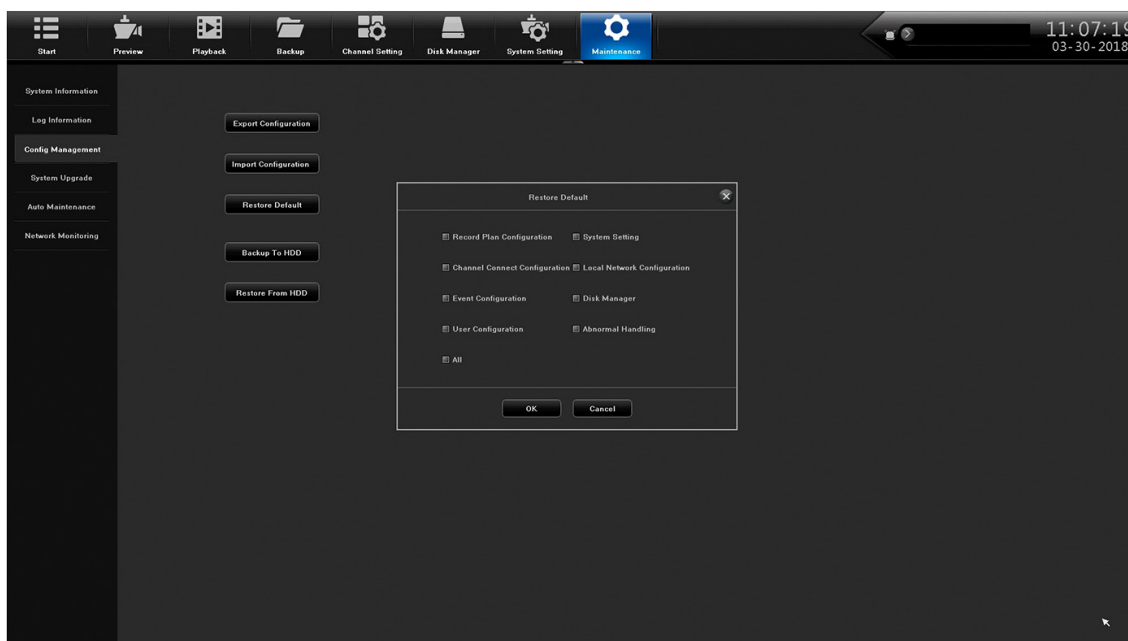 Start Preview Playback Backup Channel Setting Disk Manager System Setting Maintenance
11:07:19
03-30-2018
System Information
Log Information
Config Management
System Upgrade
Auto Maintenance
Network Monitoring
Export Configuration
Import Configuration
Restore Default
Backup To HDD
Restore From HDD
Restore Default
Record Plan Configuration System Setting
Channel Connect Configuration Local Network Configuration
Event Configuration Disk Manager
User Configuration Abnormal Handling
All
OK Cancel